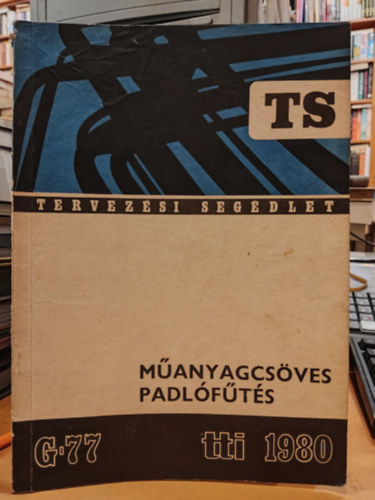 TS
TERVEZÉSI SEGÉDLET
MŰANYAGCSÖVES
PADLÓFŰTÉS
G-77 tti 1980